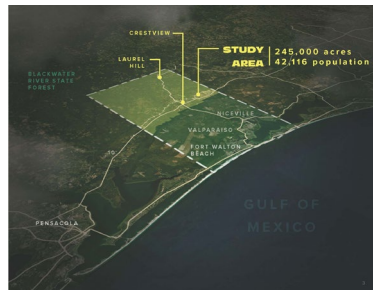 CRESTVIEW
LAUREL
HILL
STUDY
AREA
245,000 acres
42,116 population
BLACKWATER
RIVER STATE
FOREST
NICEVILLE
VALPARAISO
FORT WALTON
BEACH
10
PENSACOLA
GULF OF
MEXICO